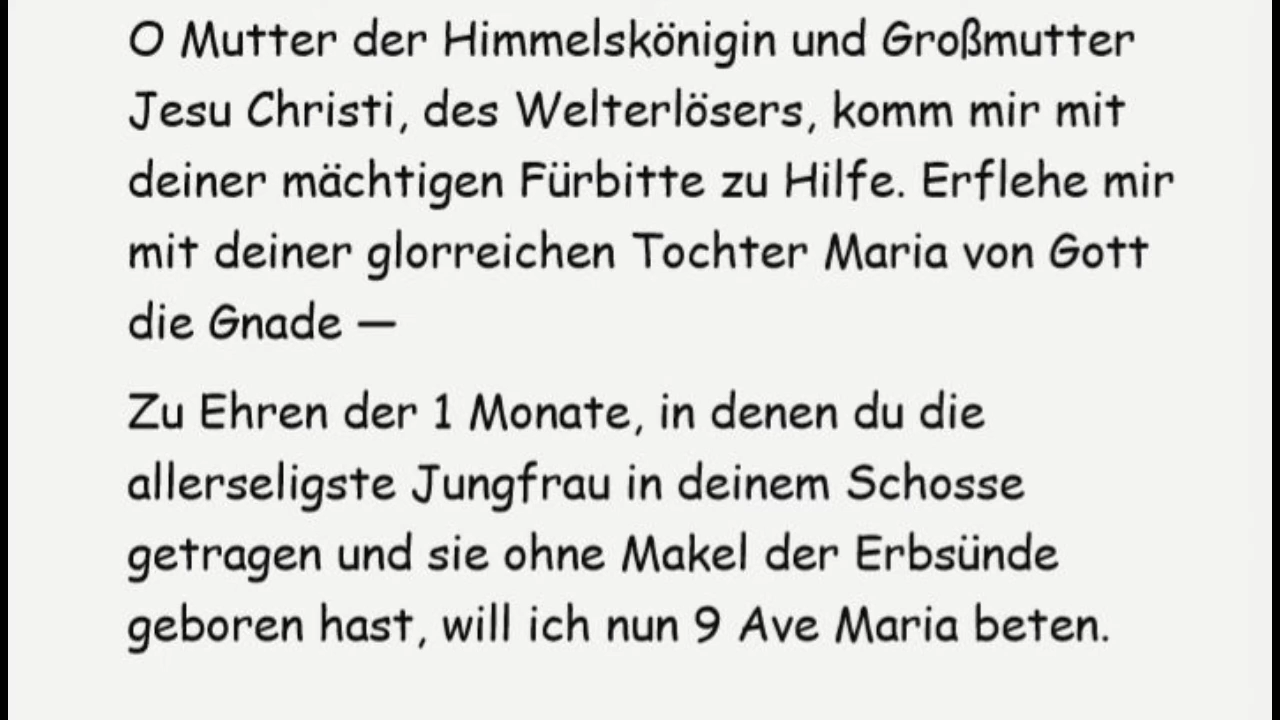 O Mutter der Himmelskönigin und Großmutter
Jesu Christi, des Welterlösers, komm mir mit
deiner mächtigen Fürbitte zu Hilfe. Erflehe mir
mit deiner glorreichen Tochter Maria von Gott
die Gnade —
Zu Ehren der 1 Monate, in denen du die
allerseligste Jungfrau in deinem Schosse
getragen und sie ohne Makel der Erbsünde
geboren hast, will ich nun 9 Ave Maria beten.